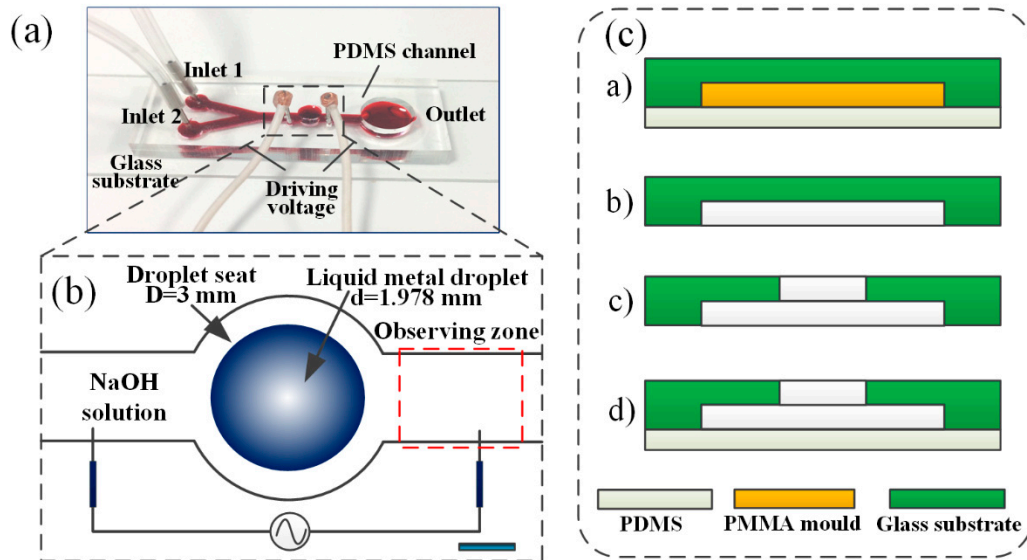 (a)
PDMS channel
Inlet 1
Inlet 2
Outlet
Glass
substrate
Driving
voltage
(b)
Droplet seat
D=3 mm
Liquid metal droplet
d=1.978 mm
Observing zone
NaOH
solution
(c)
a)
b)
c)
d)
PDMS
PMMA mould
Glass substrate